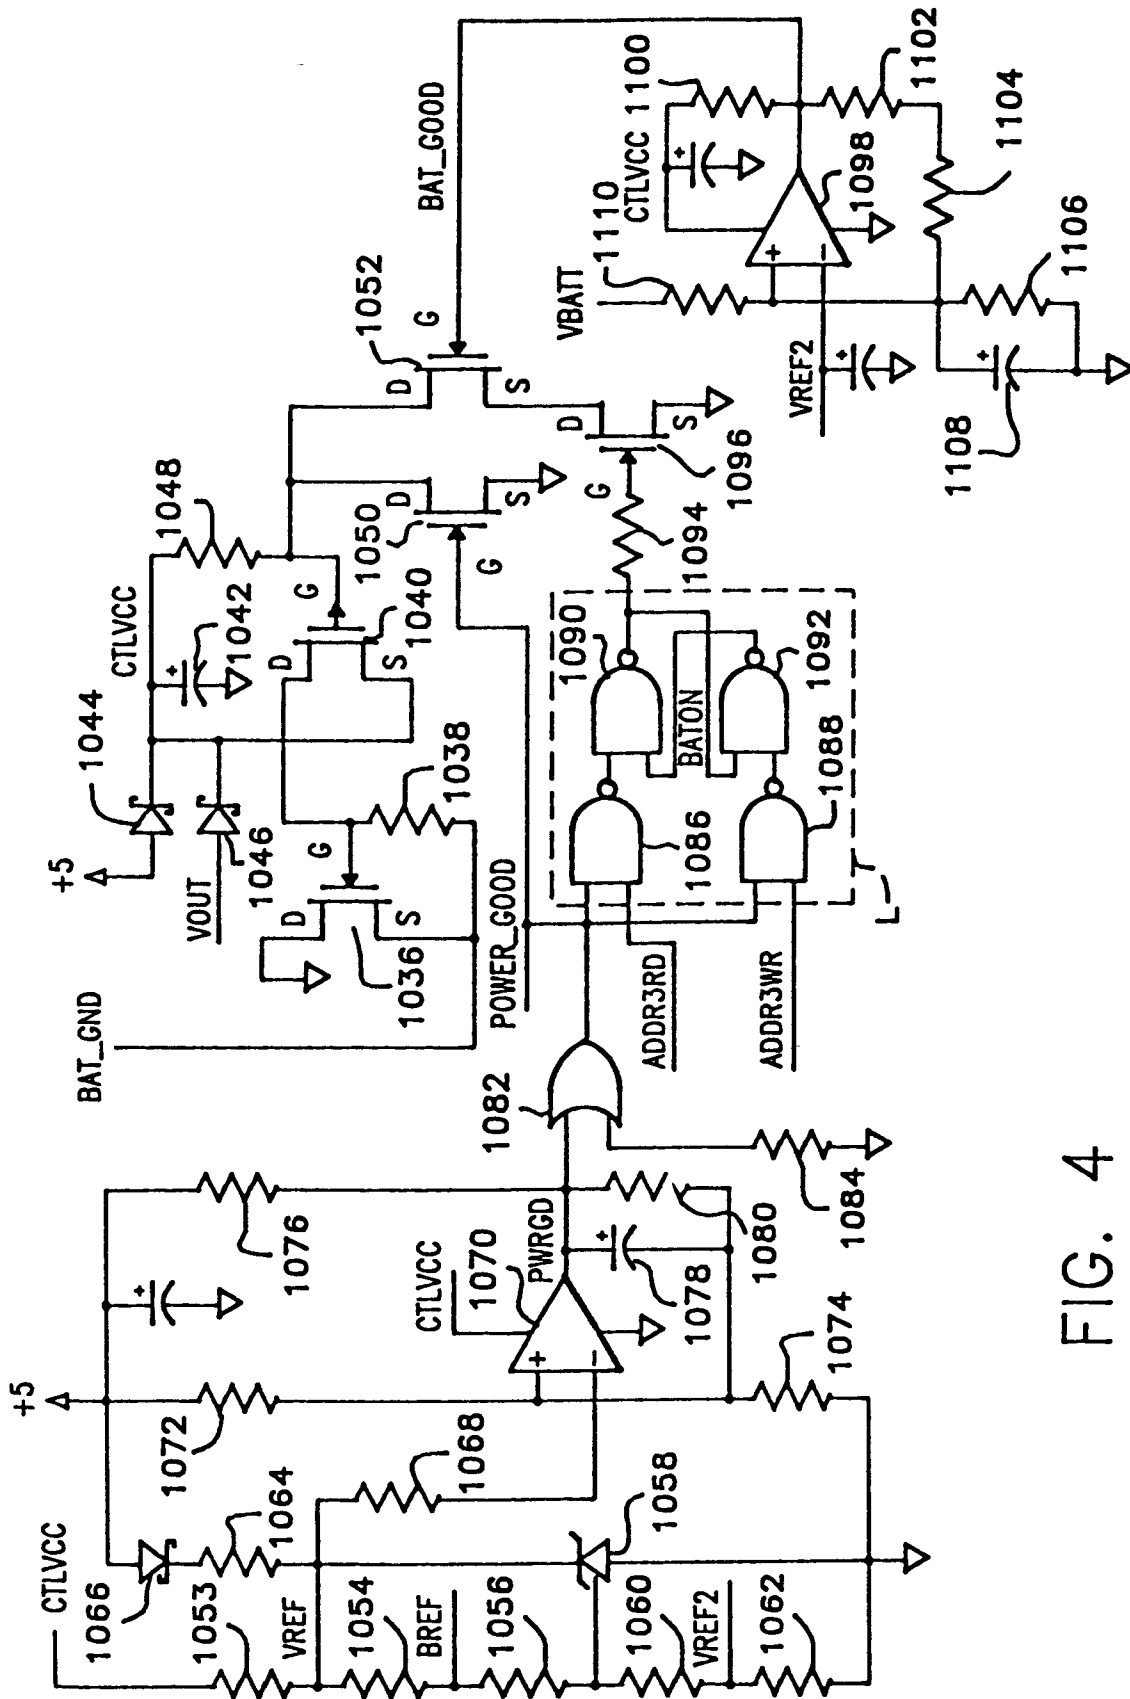 BAT_GND
+5
1044
CTLVCC
1048
1042
VOUT
1046
D
G
S
1036
1038
D
G
S
1040
1050
D
G
S
1052
D
G
S
BAT_GOOD
POWER_GOOD
1090
BATON
1092
1086
1088
L
ADDR3RD
ADDR3WR
1094
G
D
S
1096
VBATT
1110
CTLVCC
+
1100
1098
+
-
VREF2
+
1102
1104
1106
1108
+
+5
CTLVCC
1066
1053
1064
VREF
1054
BREF
1056
1060
VREF2
1062
1058
1068
1072
+
1076
CTLVCC
1070
+
-
PWRGD
+
1078
1080
1074
1082
1084
+
FIG. 4